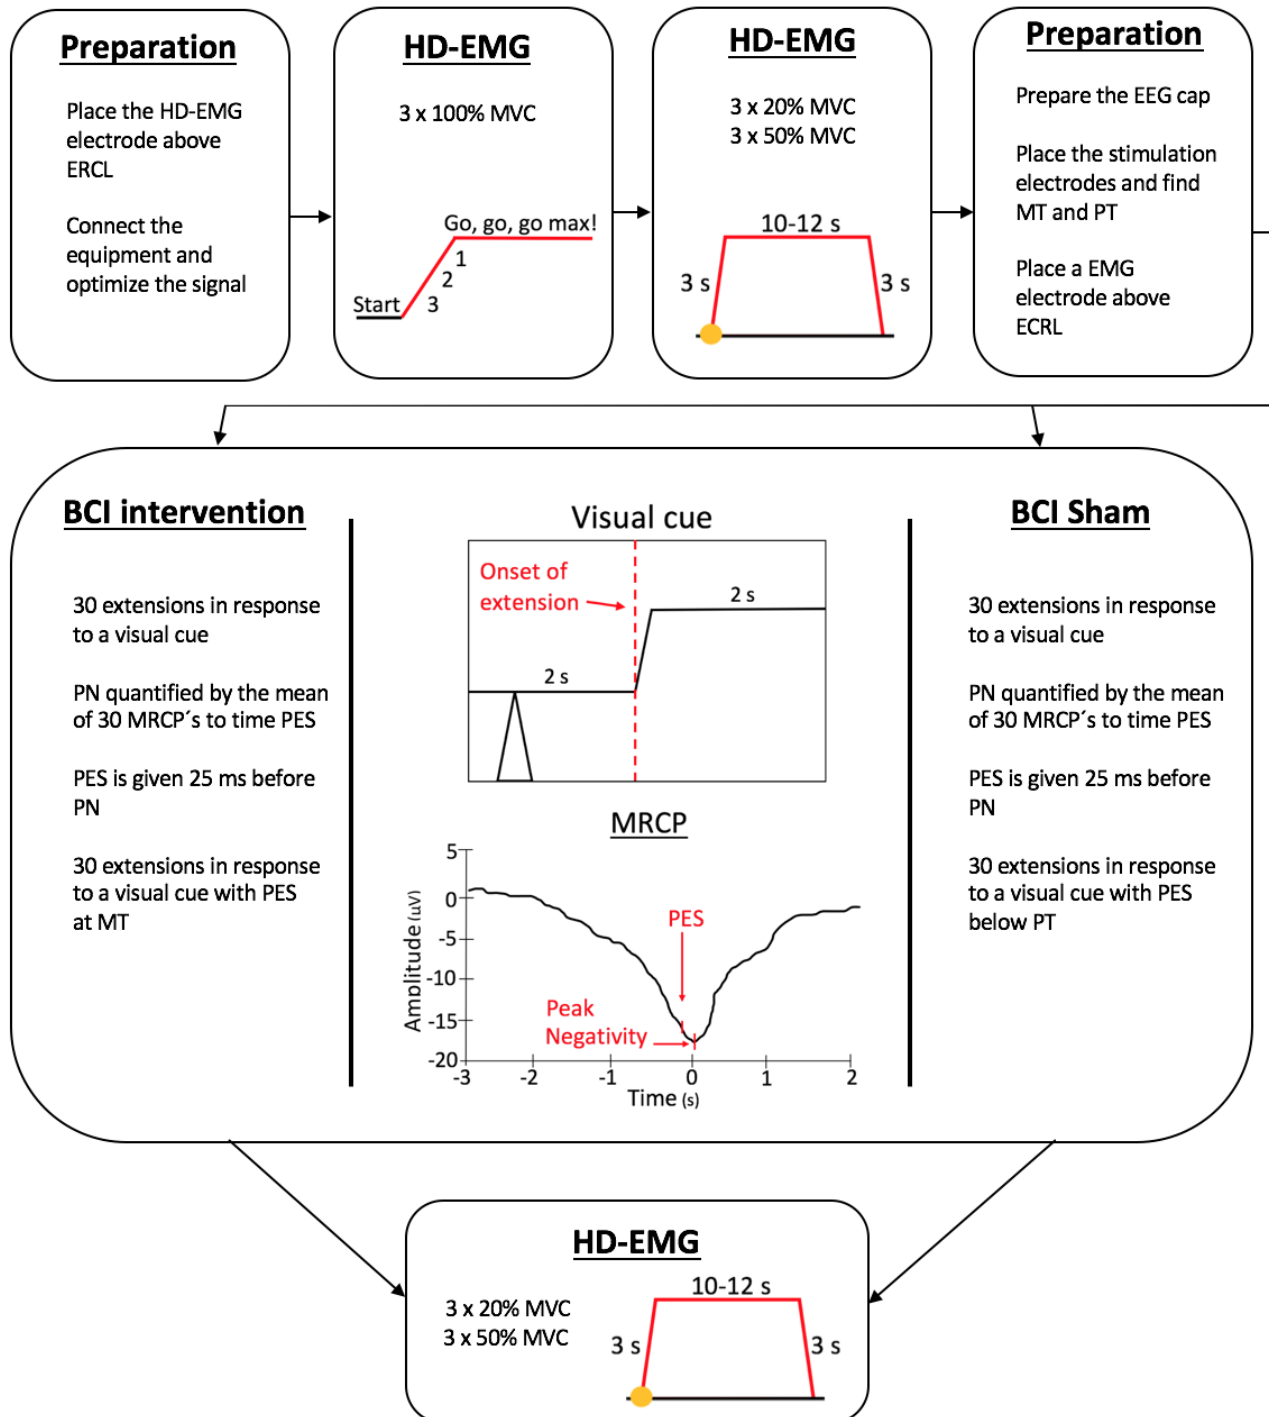 Preparation
Place the HD-EMG
electrode above
ERCL
Connect the
equipment and
optimize the signal
HD-EMG
3 x 100% MVC
Go, go, go max!
1
2
3
Start
HD-EMG
3 x 20% MVC
3 x 50% MVC
10-12 s
3 s
3 s
Preparation
Prepare the EEG cap
Place the stimulation
electrodes and find
MT and PT
Place a EMG
electrode above
ECRL
BCI intervention
30 extensions in response
to a visual cue
PN quantified by the mean
of 30 MRCP´s to time PES
PES is given 25 ms before
PN
30 extensions in response
to a visual cue with PES
at MT
Visual cue
Onset of
extension
2 s
2 s
MRCP
5
0
-5
-10
-15
-20
Amplitude (uV)
PES
Peak
Negativity
-3
-2
-1
0
1
2
Time (s)
BCI Sham
30 extensions in response
to a visual cue
PN quantified by the mean
of 30 MRCP´s to time PES
PES is given 25 ms before
PN
30 extensions in response
to a visual cue with PES
below PT
HD-EMG
3 x 20% MVC
3 x 50% MVC
10-12 s
3 s
3 s